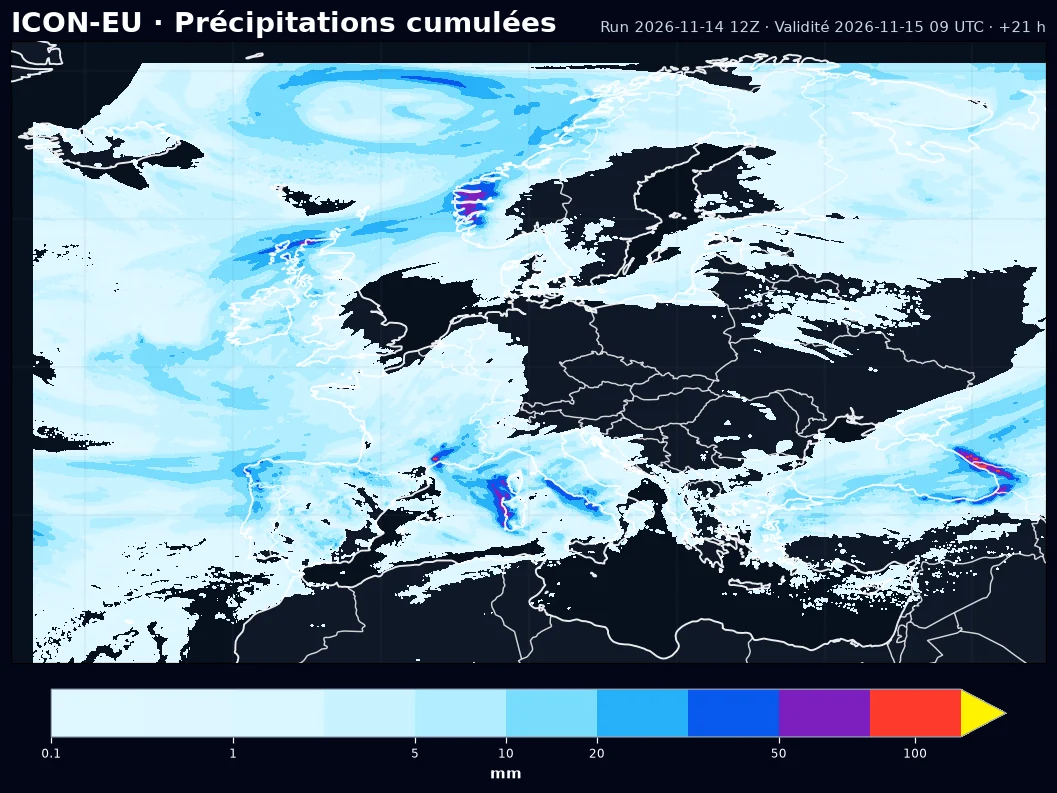 ICON-EU · Précipitations cumulées
Run 2026-11-14 12Z · Validité 2026-11-15 09 UTC · +21 h
0.1 1 5 10 20 50 100
mm